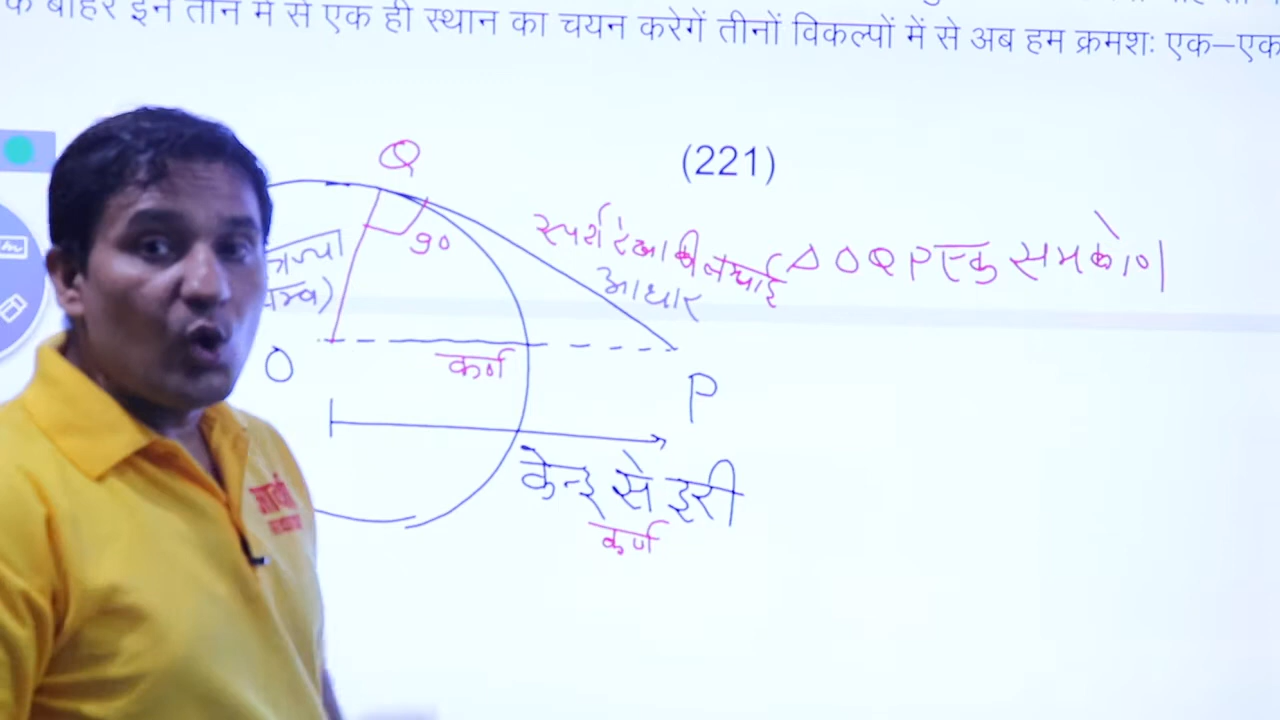 के बाहर इन तीन में से एक ही स्थान का चयन करेगें तीनों विकल्पों में से अब हम क्रमशः एक–एक
(221)
Q
90
स्पर्श रेखा की लम्बाई
आधार
Δ OQP एक समकोण
त्रिज्या
लम्ब)
O
कर्ण
P
केन्द्र से दूरी
कर्ण